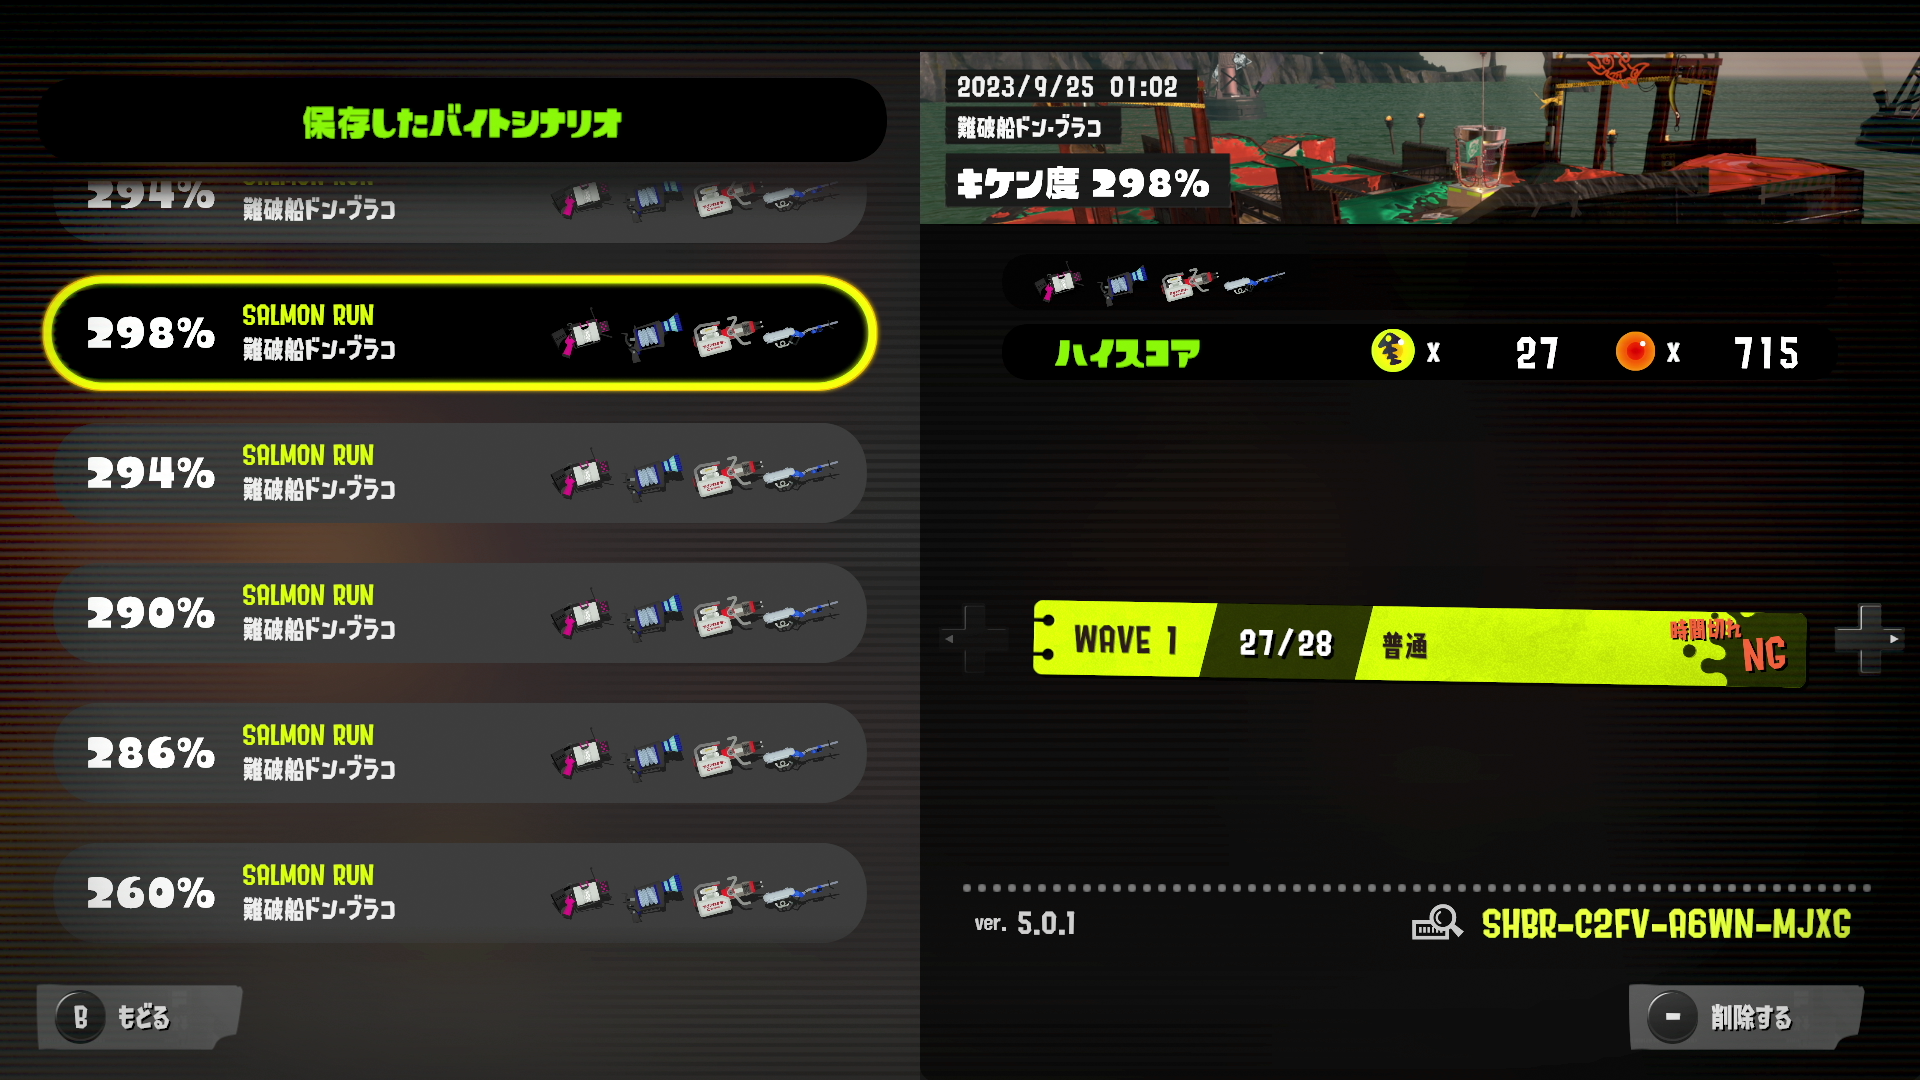 保存したバイトシナリオ
294%
SALMON RUN
難破船ドン・ブラコ
298%
SALMON RUN
難破船ドン・ブラコ
294%
SALMON RUN
難破船ドン・ブラコ
290%
SALMON RUN
難破船ドン・ブラコ
286%
SALMON RUN
難破船ドン・ブラコ
260%
SALMON RUN
難破船ドン・ブラコ
B もどる
2023/9/25 01:02
難破船ドン・ブラコ
キケン度 298%
ハイスコア x 27 x 715
WAVE 1 27/28 普通 時間切れ NG
ver. 5.0.1
SHBR-C2FV-A6WN-MJXG
- 削除する